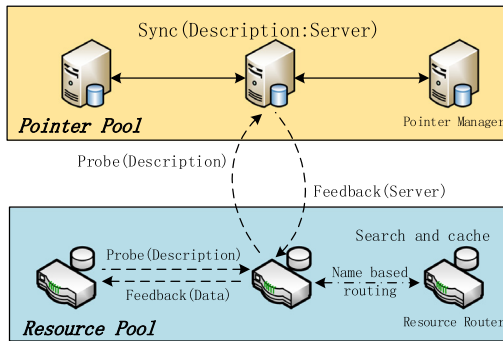 Sync(Description:Server)
Pointer Pool
Pointer Manager
Probe(Description)
Feedback(Server)
Search and cache
Probe(Description)
Feedback(Data)
Name based
routing
Resource Pool
Resource Router